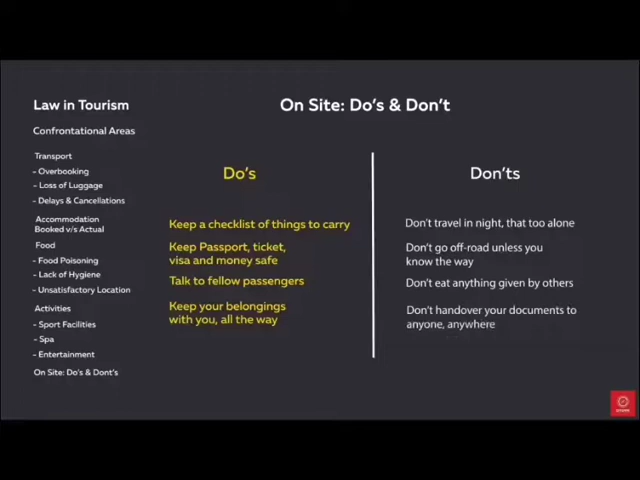 Law in Tourism
Confrontational Areas
Transport
- Overbooking
- Loss of Luggage
- Delays & Cancellations
Accommodation
Booked v/s Actual
Food
- Food Poisoning
- Lack of Hygiene
- Unsatisfactory Location
Activities
- Sport Facilities
- Spa
- Entertainment
On Site: Do's & Dont's
On Site: Do's & Don't
Do's
Keep a checklist of things to carry
Keep Passport, ticket,
visa and money safe
Talk to fellow passengers
Keep your belongings
with you, all the way
Don'ts
Don't travel in night, that too alone
Don't go off-road unless you
know the way
Don't eat anything given by others
Don't handover your documents to
anyone, anywhere